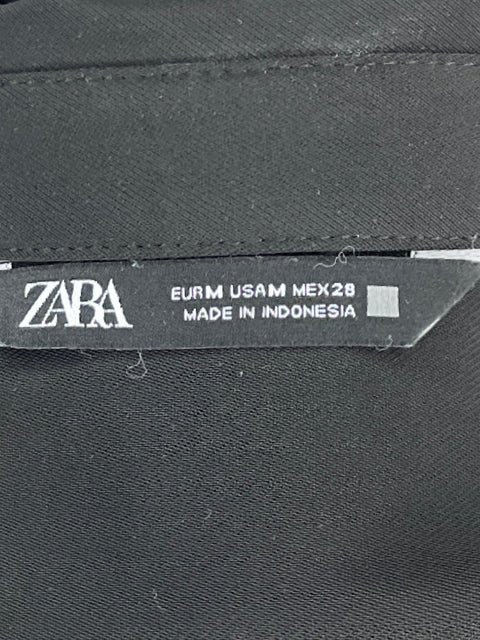 ZARA
EUR M USA M MEX 28
MADE IN INDONESIA